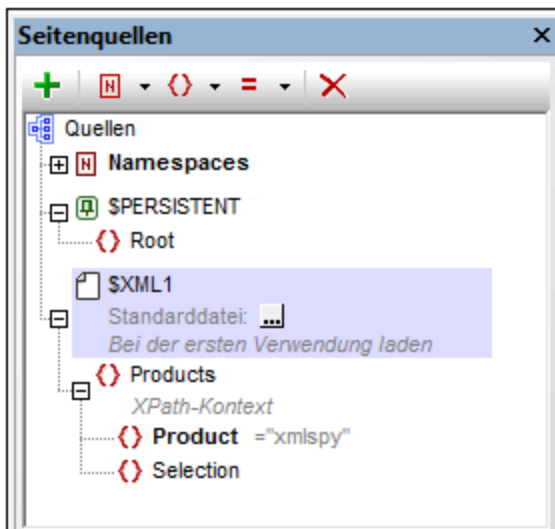 Seitenquellen
Quellen
Namespaces
$PERSISTENT
Root
$XML1
Standarddatei: ...
Bei der ersten Verwendung laden
Products
XPath-Kontext
Product ="xmlspy"
Selection